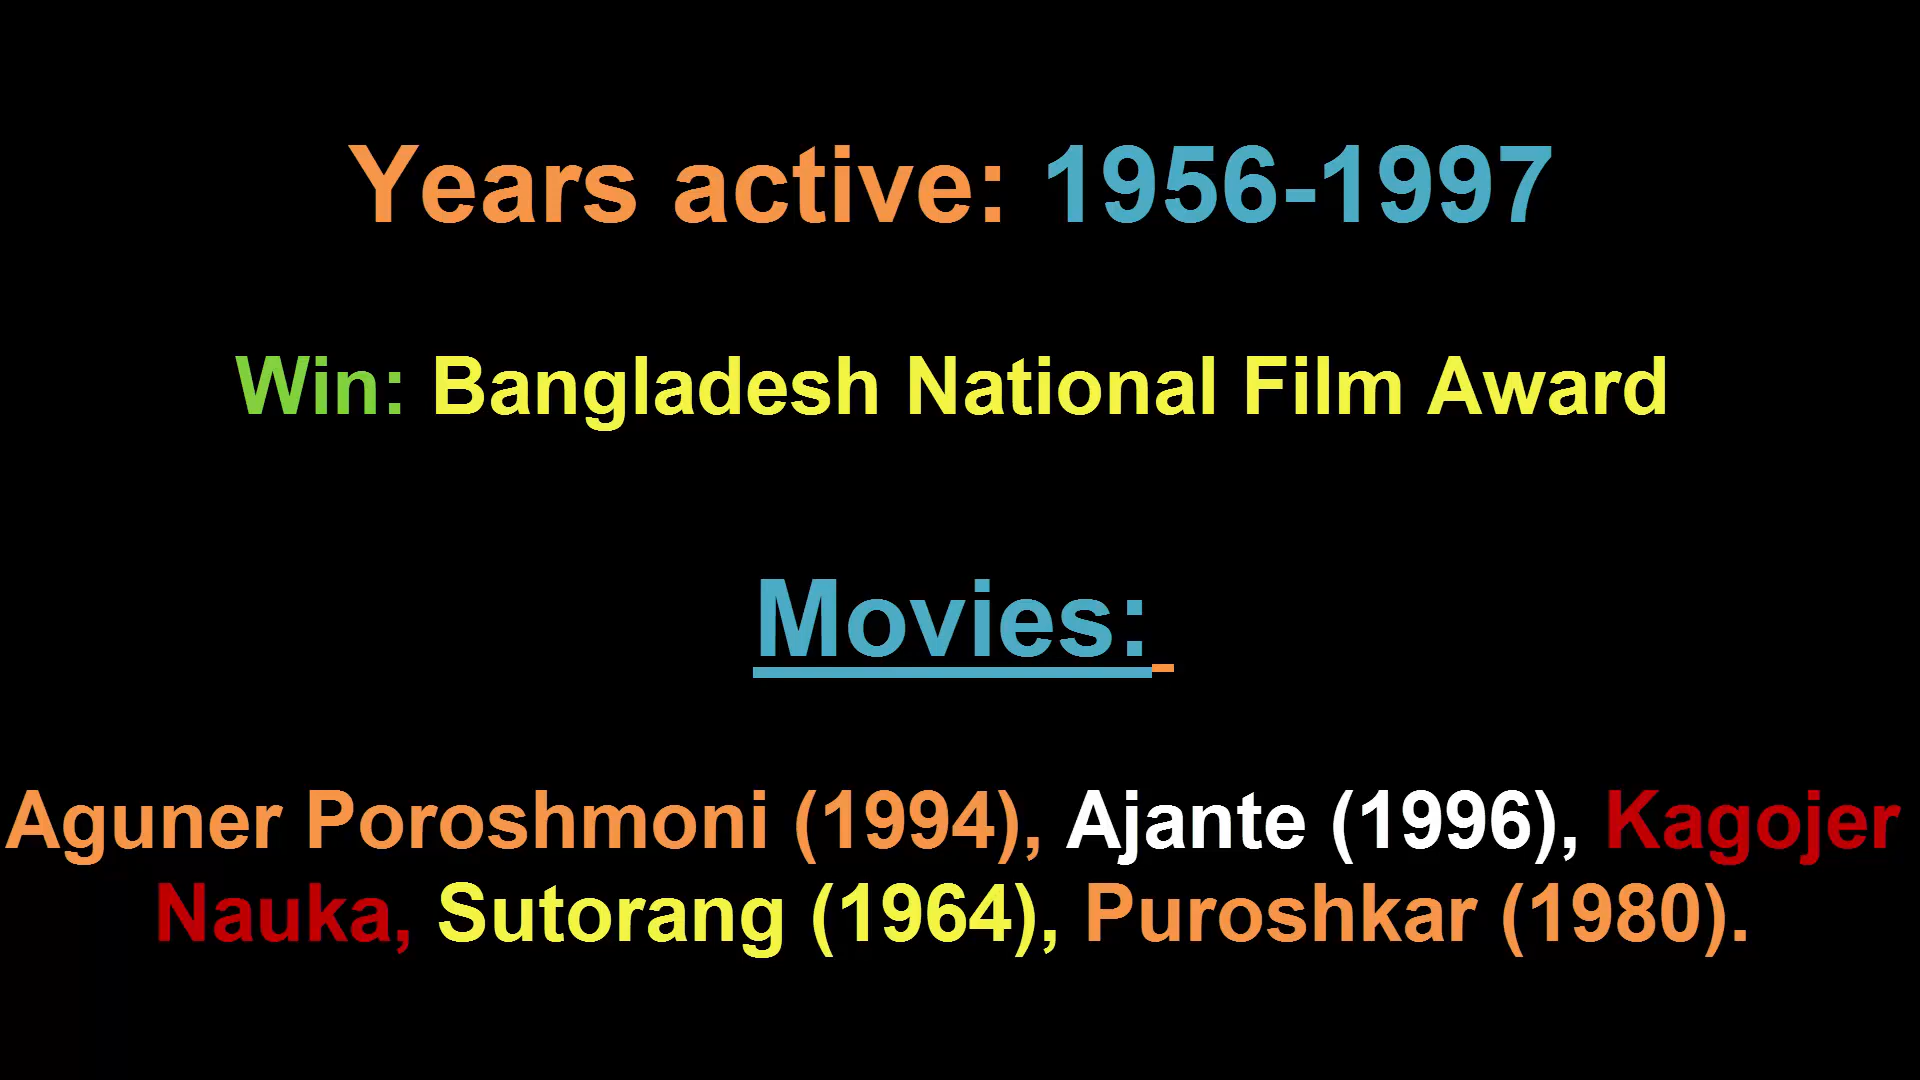 Years active: 1956-1997
Win: Bangladesh National Film Award
Movies:
Aguner Poroshmoni (1994), Ajante (1996), Kagojer
Nauka, Sutorang (1964), Puroshkar (1980).